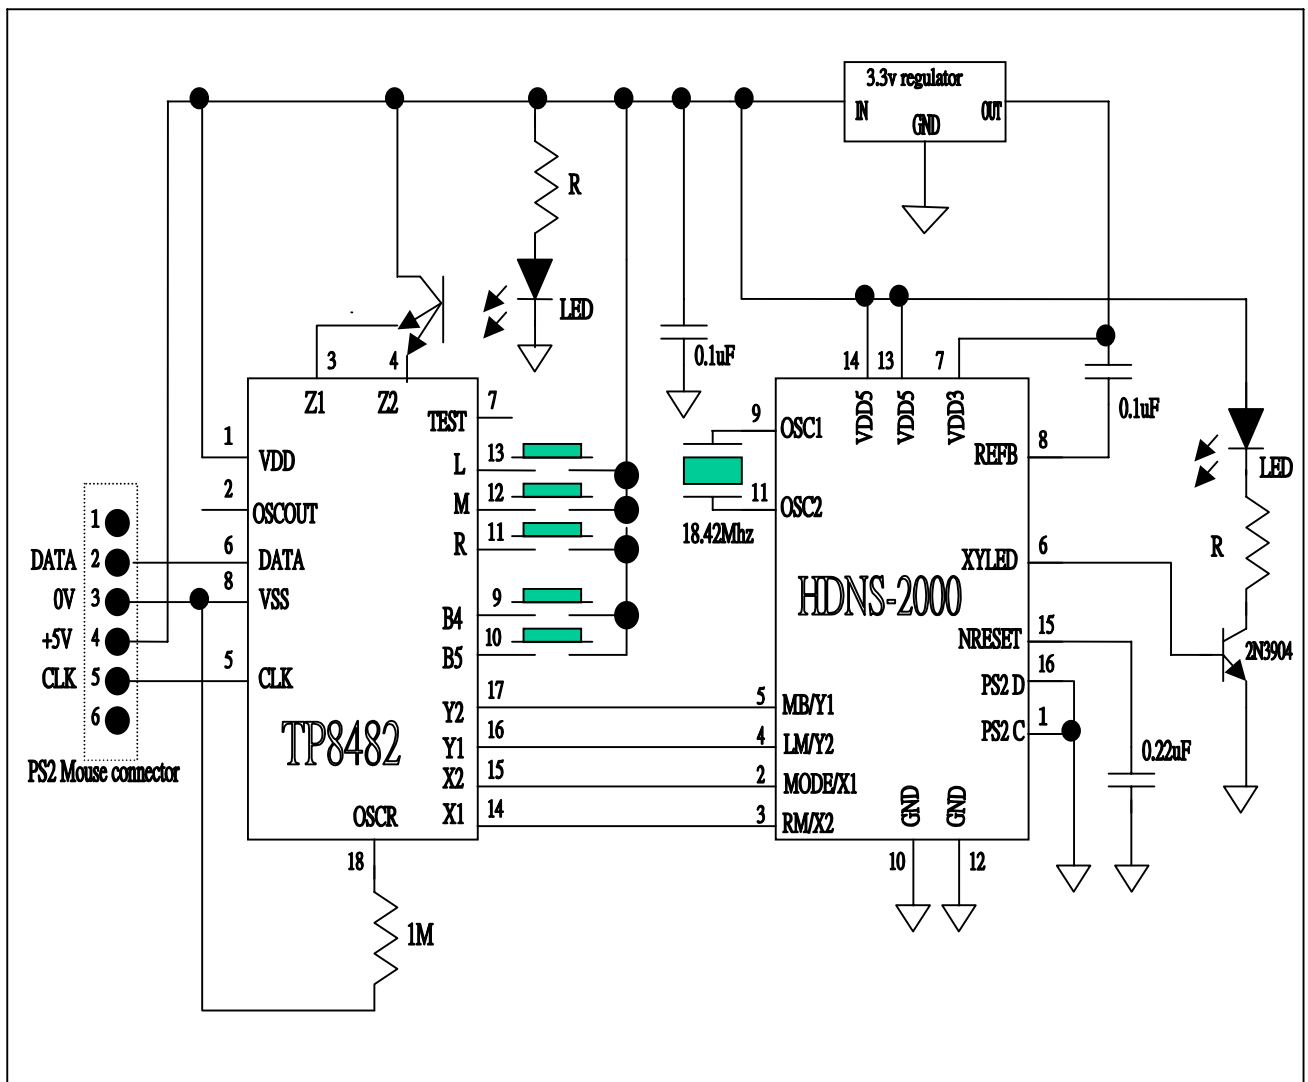 3.3v regulator
IN
GND
OUT
R
LED
0.1uF
3
4
Z1
Z2
TEST
7
1
VDD
2
OSCOUT
6
DATA
8
VSS
5
CLK
L
13
M
12
R
11
B4
9
B5
10
Y2
17
Y1
16
X2
15
X1
14
TP8482
OSCR
18
1M
1
DATA 2
0V 3
+5V 4
CLK 5
6
PS2 Mouse connector
14
13
7
VDD5
VDD5
VDD3
9
OSC1
11
OSC2
18.42Mhz
REFB
8
0.1uF
LED
R
XYLED
6
HDNS-2000
NRESET
15
2N3904
PS2 D
16
PS2 C
1
0.22uF
5
MB/Y1
4
LM/Y2
2
MODE/X1
3
RM/X2
GND
GND
10
12